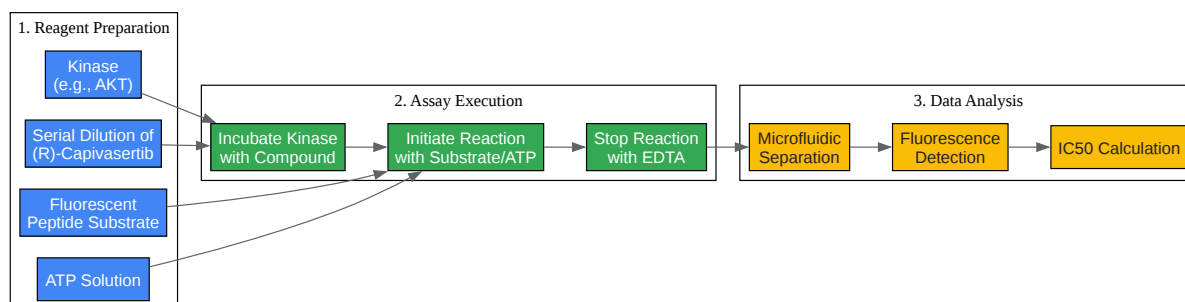 1. Reagent Preparation
Kinase
(e.g., AKT)
Serial Dilution of
(R)-Capivasertib
Fluorescent
Peptide Substrate
ATP Solution
2. Assay Execution
Incubate Kinase
with Compound
Initiate Reaction
with Substrate/ATP
Stop Reaction
with EDTA
3. Data Analysis
Microfluidic
Separation
Fluorescence
Detection
IC50 Calculation